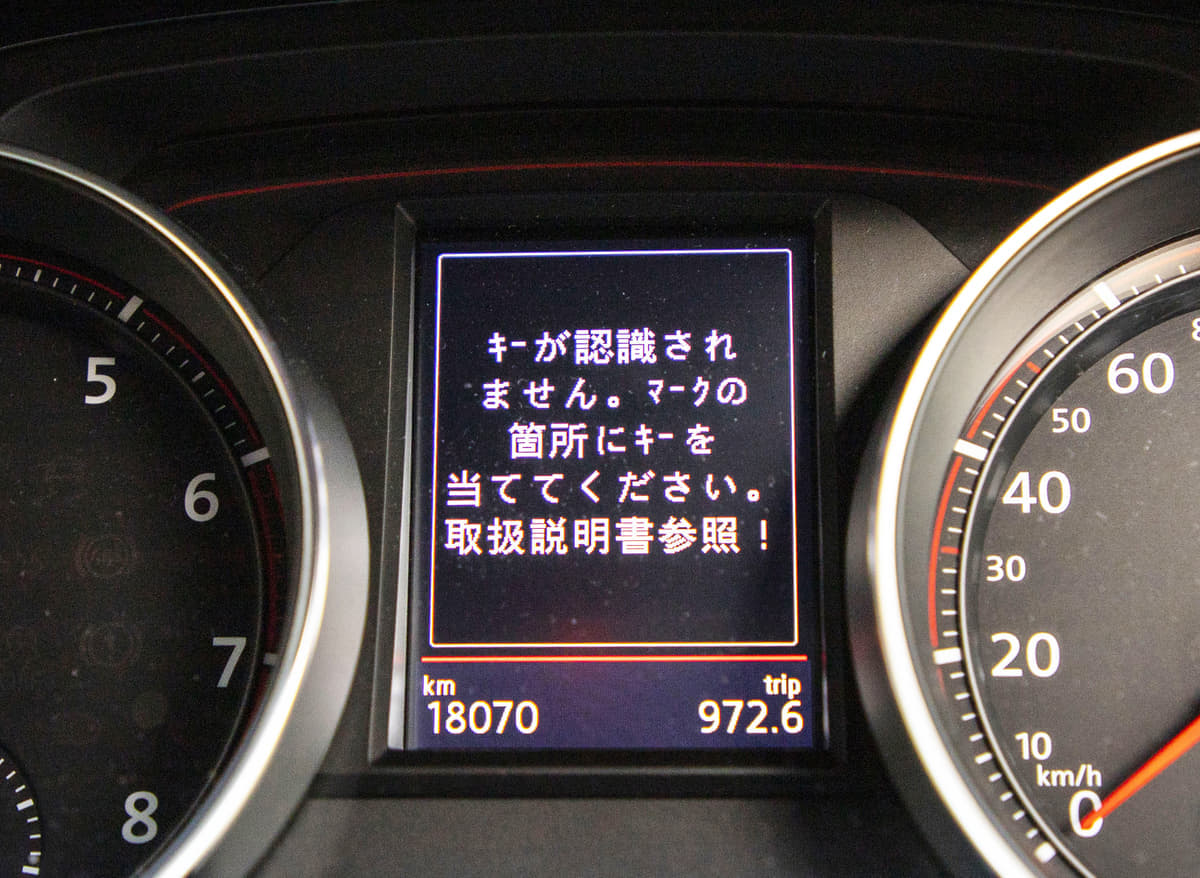 5
6
7
8
ｷｰが認識され
ません。ﾏｰｸの
箇所にｷｰを
当ててください。
取扱説明書参照！
km
trip
18070
972.6
60
50
40
30
20
10
km/h
0